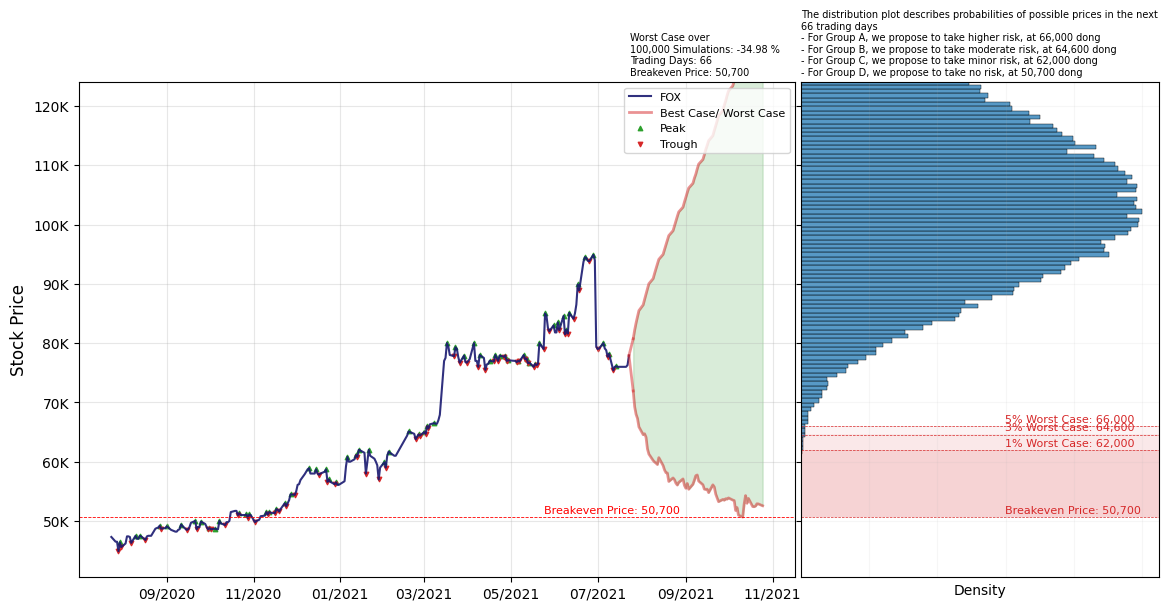 The distribution plot describes probabilities of possible prices in the next
66 trading days
- For Group A, we propose to take higher risk, at 66,000 dong
- For Group B, we propose to take moderate risk, at 64,600 dong
- For Group C, we propose to take minor risk, at 62,000 dong
- For Group D, we propose to take no risk, at 50,700 dong
Worst Case over
100,000 Simulations: -34.98 %
Trading Days: 66
Breakeven Price: 50,700
FOX
Best Case/ Worst Case
Peak
Trough
Stock Price
120K
110K
100K
90K
80K
70K
60K
50K
Breakeven Price: 50,700
09/2020
11/2020
01/2021
03/2021
05/2021
07/2021
09/2021
11/2021
5% Worst Case: 66,000
3% Worst Case: 64,600
1% Worst Case: 62,000
Breakeven Price: 50,700
Density